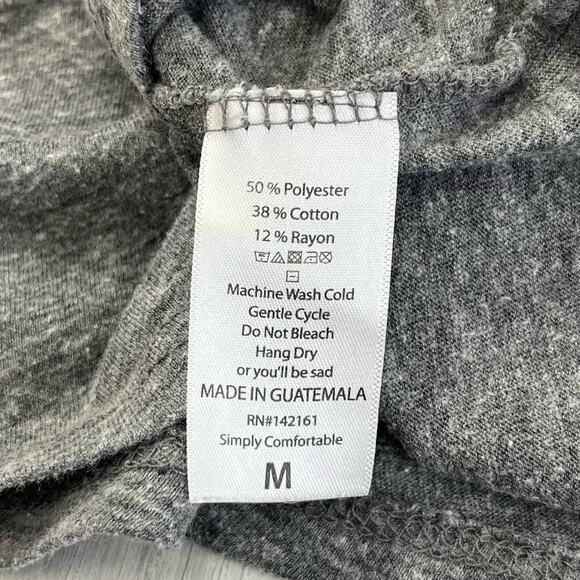 50 % Polyester
38 % Cotton
12 % Rayon
Machine Wash Cold
Gentle Cycle
Do Not Bleach
Hang Dry
or you'll be sad
MADE IN GUATEMALA
RN#142161
Simply Comfortable
M